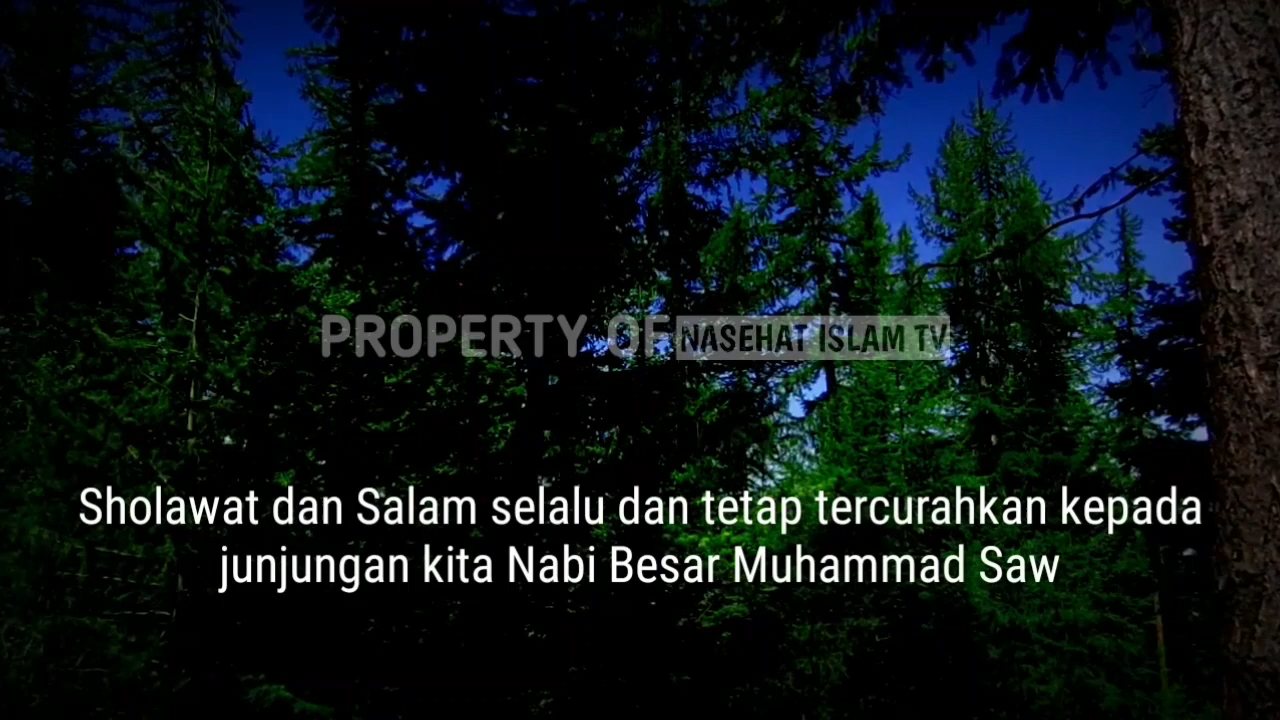 PROPERTY OF NASEHAT ISLAM TV
Sholawat dan Salam selalu dan tetap tercurahkan kepada
junjungan kita Nabi Besar Muhammad Saw